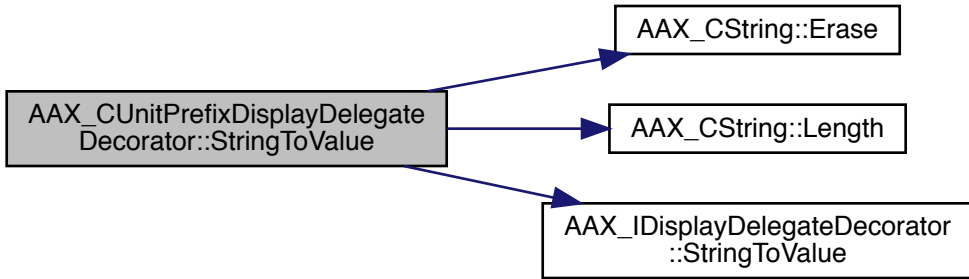 AAX_CUnitPrefixDisplayDelegate
Decorator::StringToValue
AAX_CString::Erase
AAX_CString::Length
AAX_IDisplayDelegateDecorator
::StringToValue